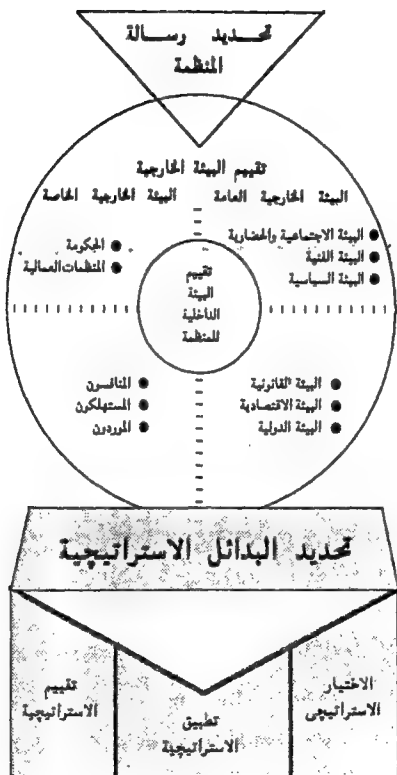 تحديد رسالة
المنظمة
تقييم البيئة الخارجية
البيئة الخارجية العامة
البيئة الخارجية الخاصة
● البيئة الاجتماعية والحضارية
● البيئة الفنية
● البيئة السياسية
● الحكومة
● المنظمات العمالية
تقييم
البيئة
الداخلية
للمنظمة
● البيئة القانونية
● البيئة الاقتصادية
● البيئة الدولية
● المنافسون
● المستهلكون
● الموردون
تحديد البدائل الاستراتيجية
الاختيار
الاستراتيجى
تطبيق
الاستراتيجية
تقييم
الاستراتيجية